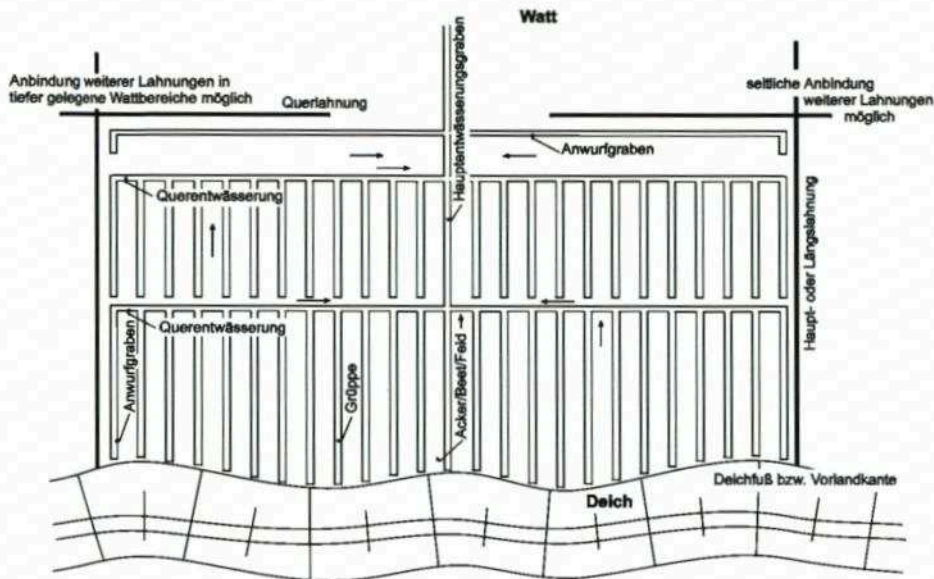 Watt
Anbindung weiterer Lahnungen in
tiefer gelegene Wattbereiche möglich
Querlahnung
seitliche Anbindung
weiterer Lahnungen
möglich
Hauptentwässerungsgraben
Anwurfgraben
Querentwässerung
Haupt- oder Längslahnung
Querentwässerung
Anwurfgraben
Grüppe
Acker/Beet/Feld
Deichfuß bzw. Vorlandkante
Deich